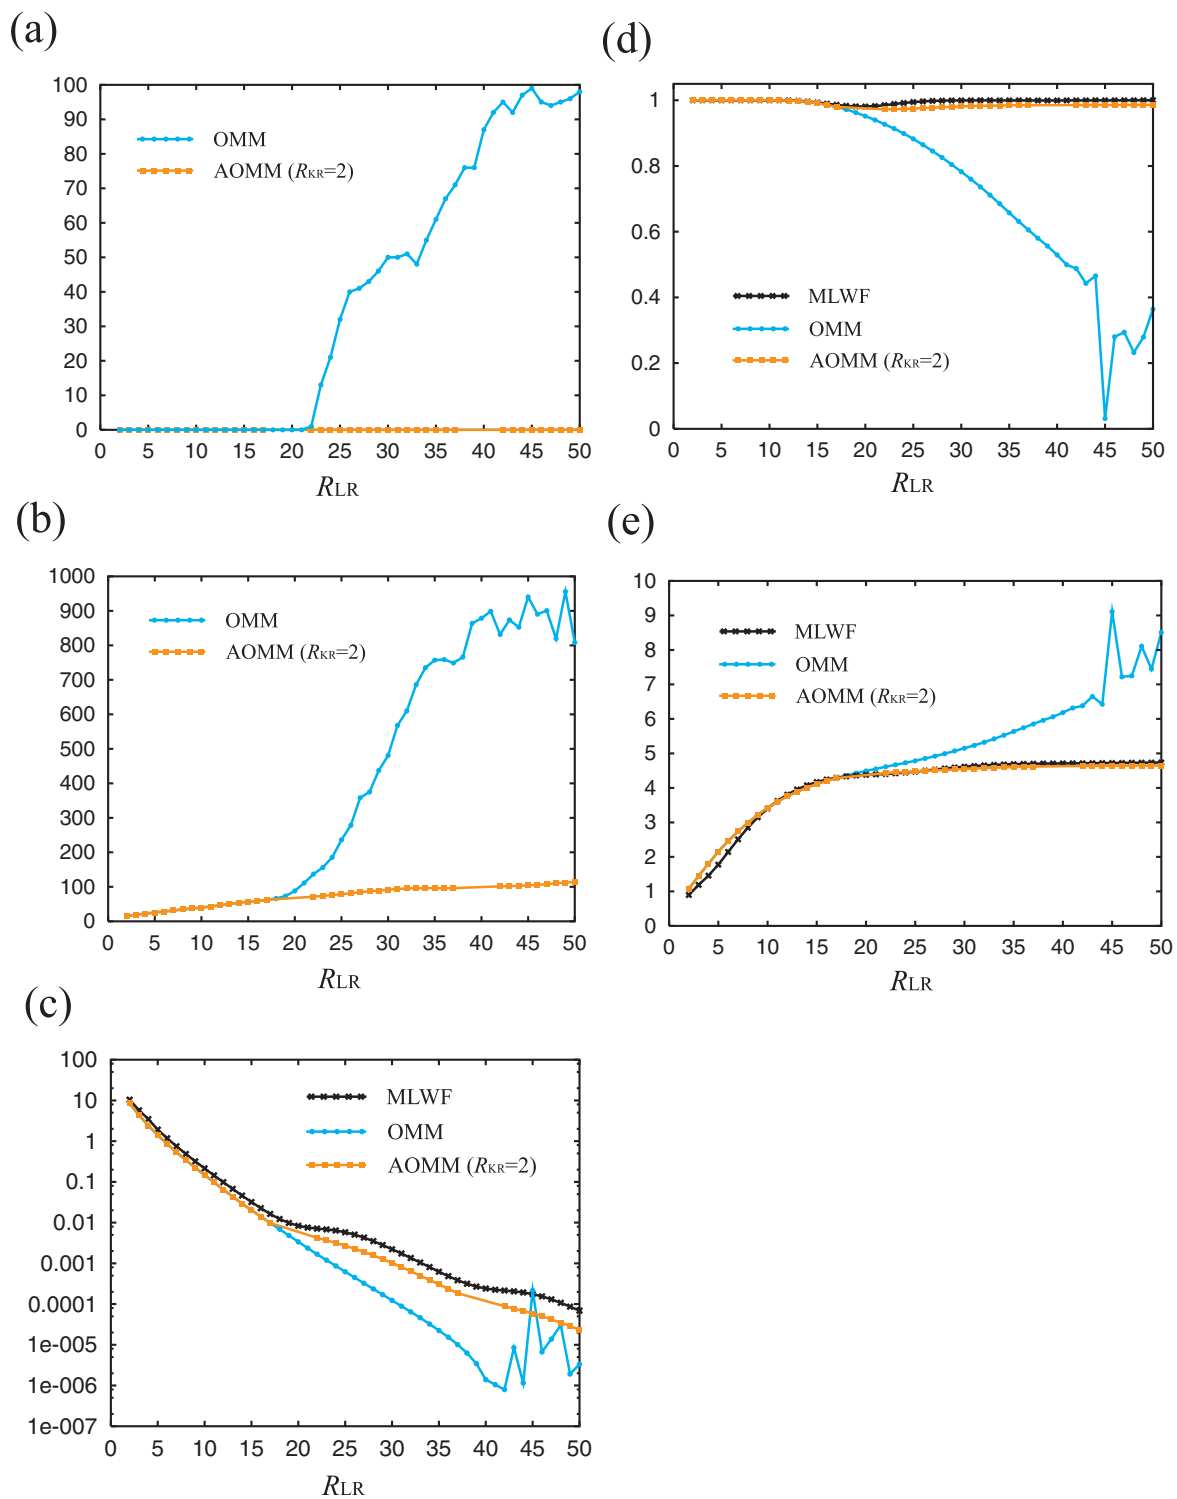 (a)
100
90
80
70
60
50
40
30
20
10
0
OMM
AOMM (RKR=2)
0 5 10 15 20 25 30 35 40 45 50
RLR
(d)
1
0.8
0.6
0.4
0.2
0
MLWF
OMM
AOMM (RKR=2)
0 5 10 15 20 25 30 35 40 45 50
RLR
(b)
1000
900
800
700
600
500
400
300
200
100
0
OMM
AOMM (RKR=2)
0 5 10 15 20 25 30 35 40 45 50
RLR
(e)
10
9
8
7
6
5
4
3
2
1
0
MLWF
OMM
AOMM (RKR=2)
0 5 10 15 20 25 30 35 40 45 50
RLR
(c)
100
10
1
0.1
0.01
0.001
0.0001
1e-005
1e-006
1e-007
MLWF
OMM
AOMM (RKR=2)
0 5 10 15 20 25 30 35 40 45 50
RLR